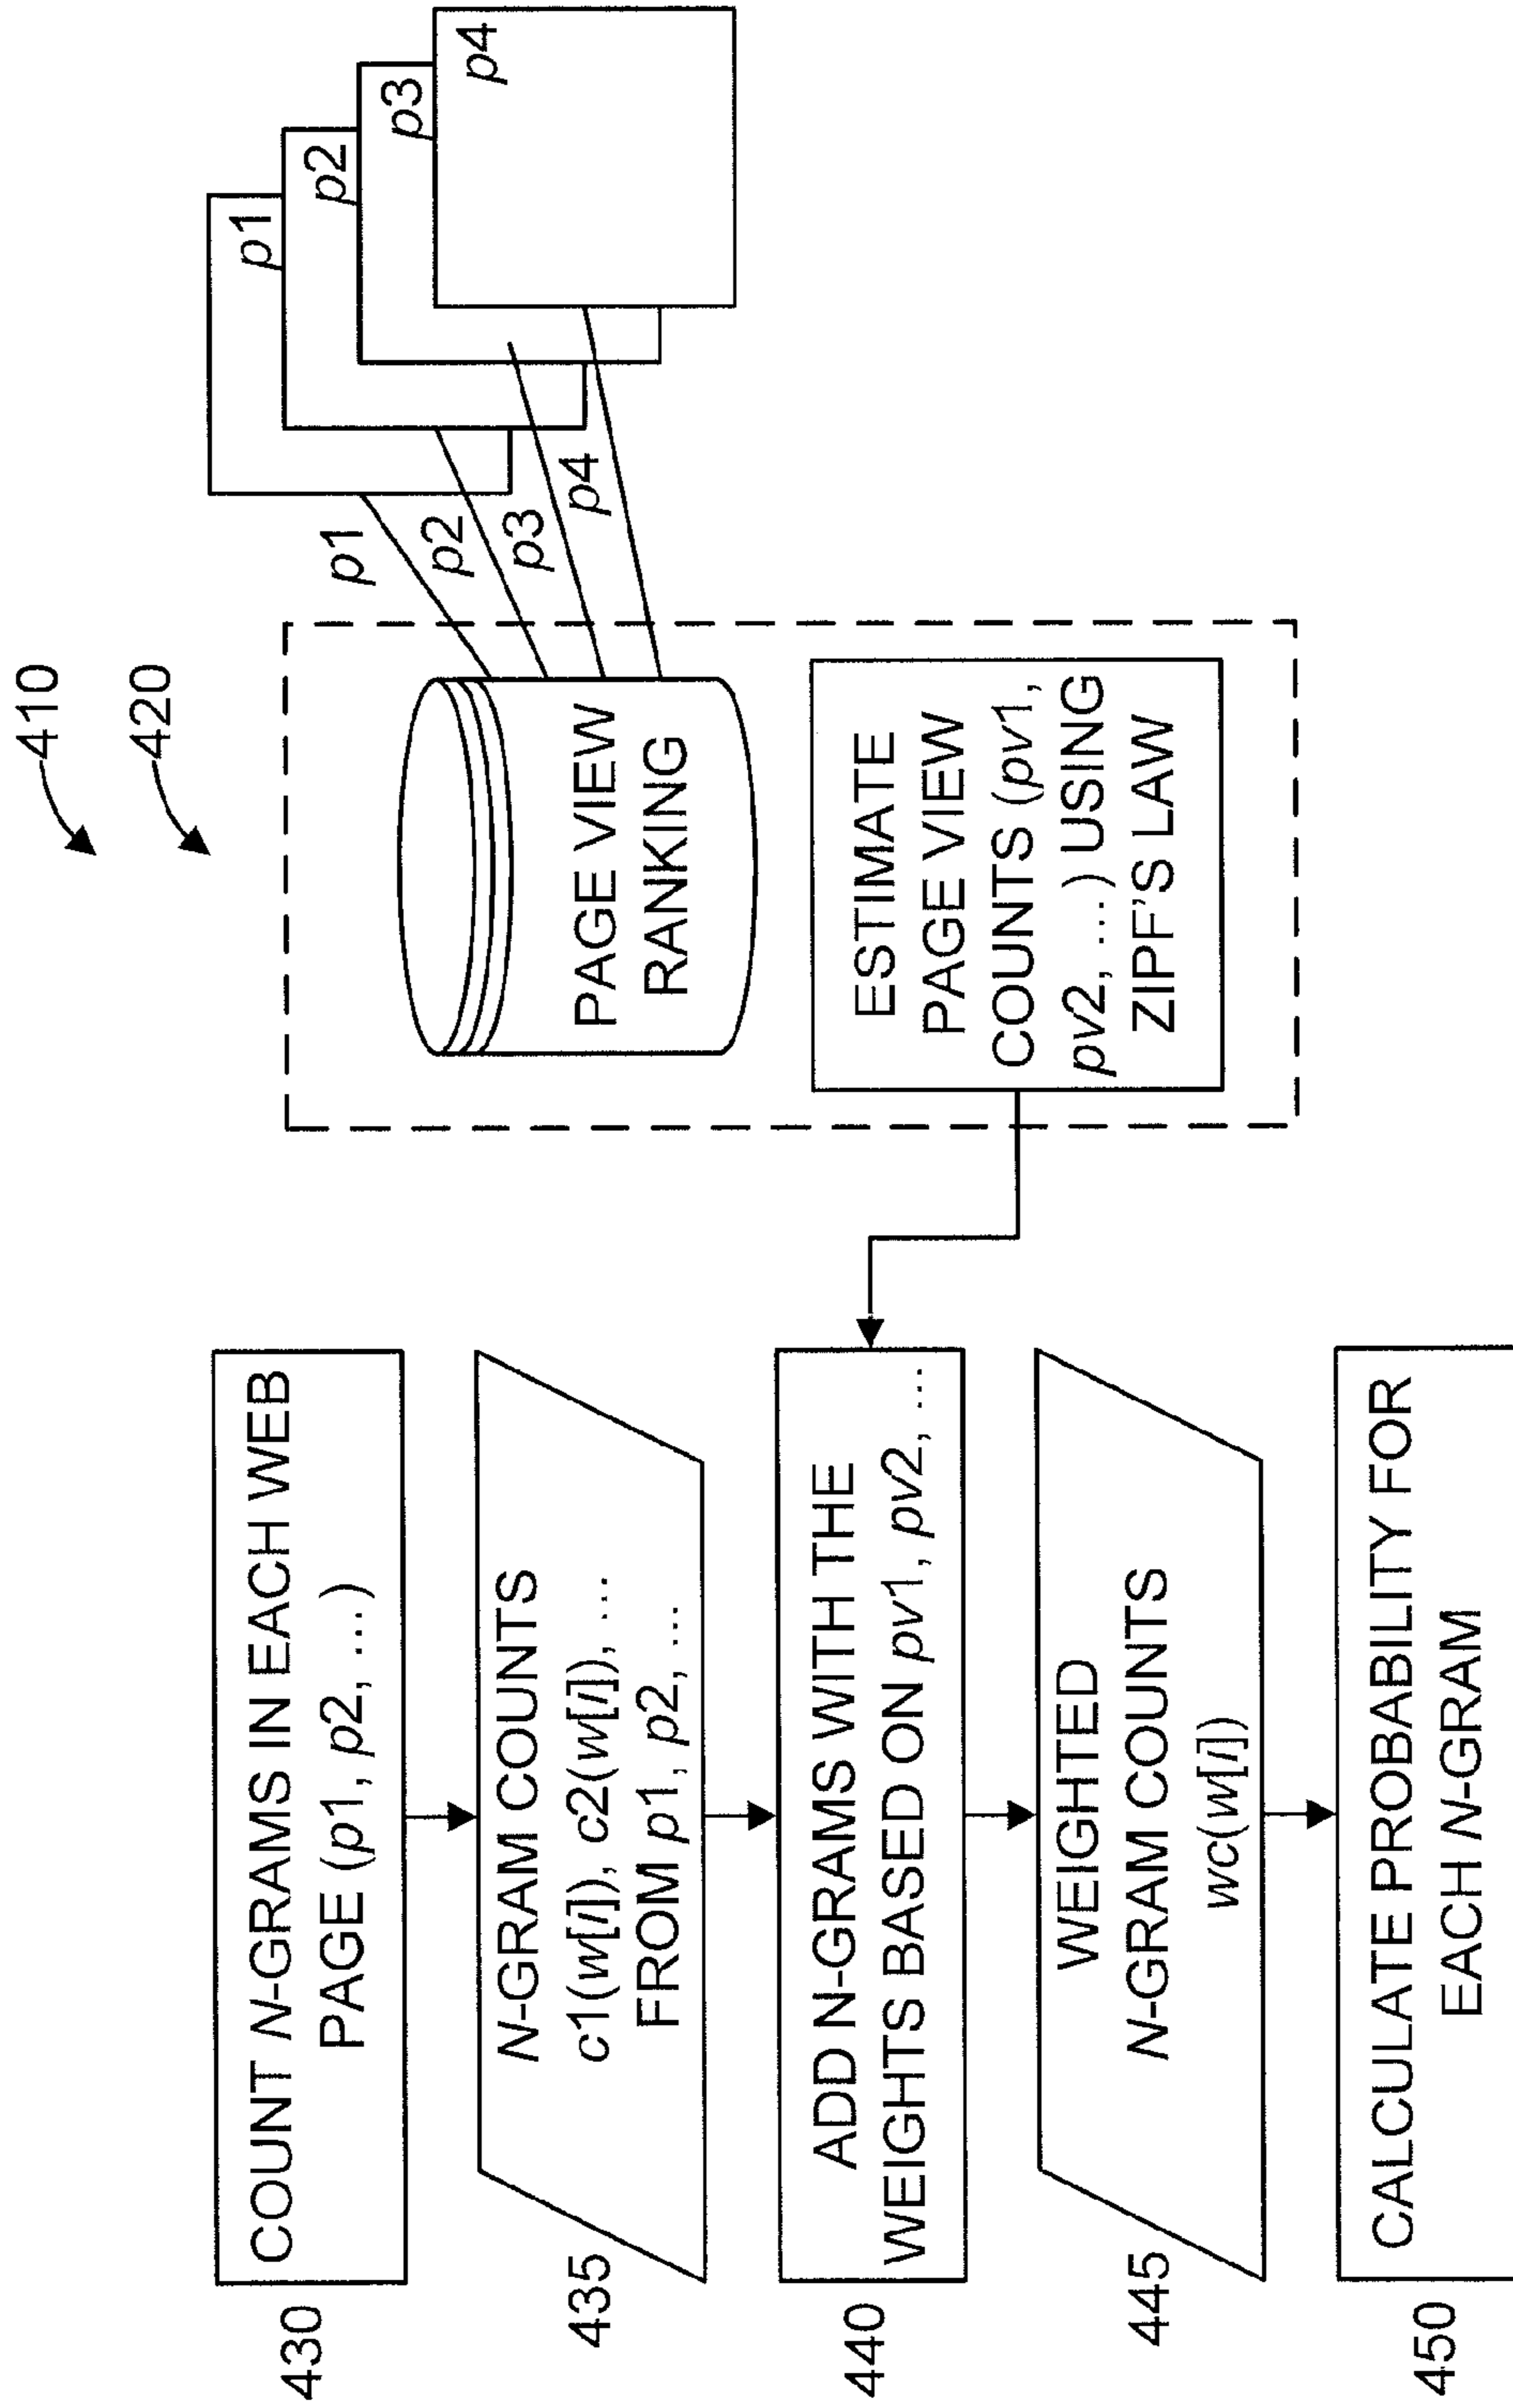 410
420
430
COUNT N-GRAMS IN EACH WEB
PAGE (p1, p2, ...)
435
N-GRAM COUNTS
c1(w[i]), c2(w[i]), ...
FROM p1, p2, ...
440
ADD N-GRAMS WITH THE
WEIGHTS BASED ON pv1, pv2, ...
445
WEIGHTED
N-GRAM COUNTS
wc(w[i])
450
CALCULATE PROBABILITY FOR
EACH N-GRAM
PAGE VIEW
RANKING
ESTIMATE
PAGE VIEW
COUNTS (pv1,
pv2, ...) USING
ZIPF'S LAW
p1
p2
p3
p4
p1
p2
p3
p4